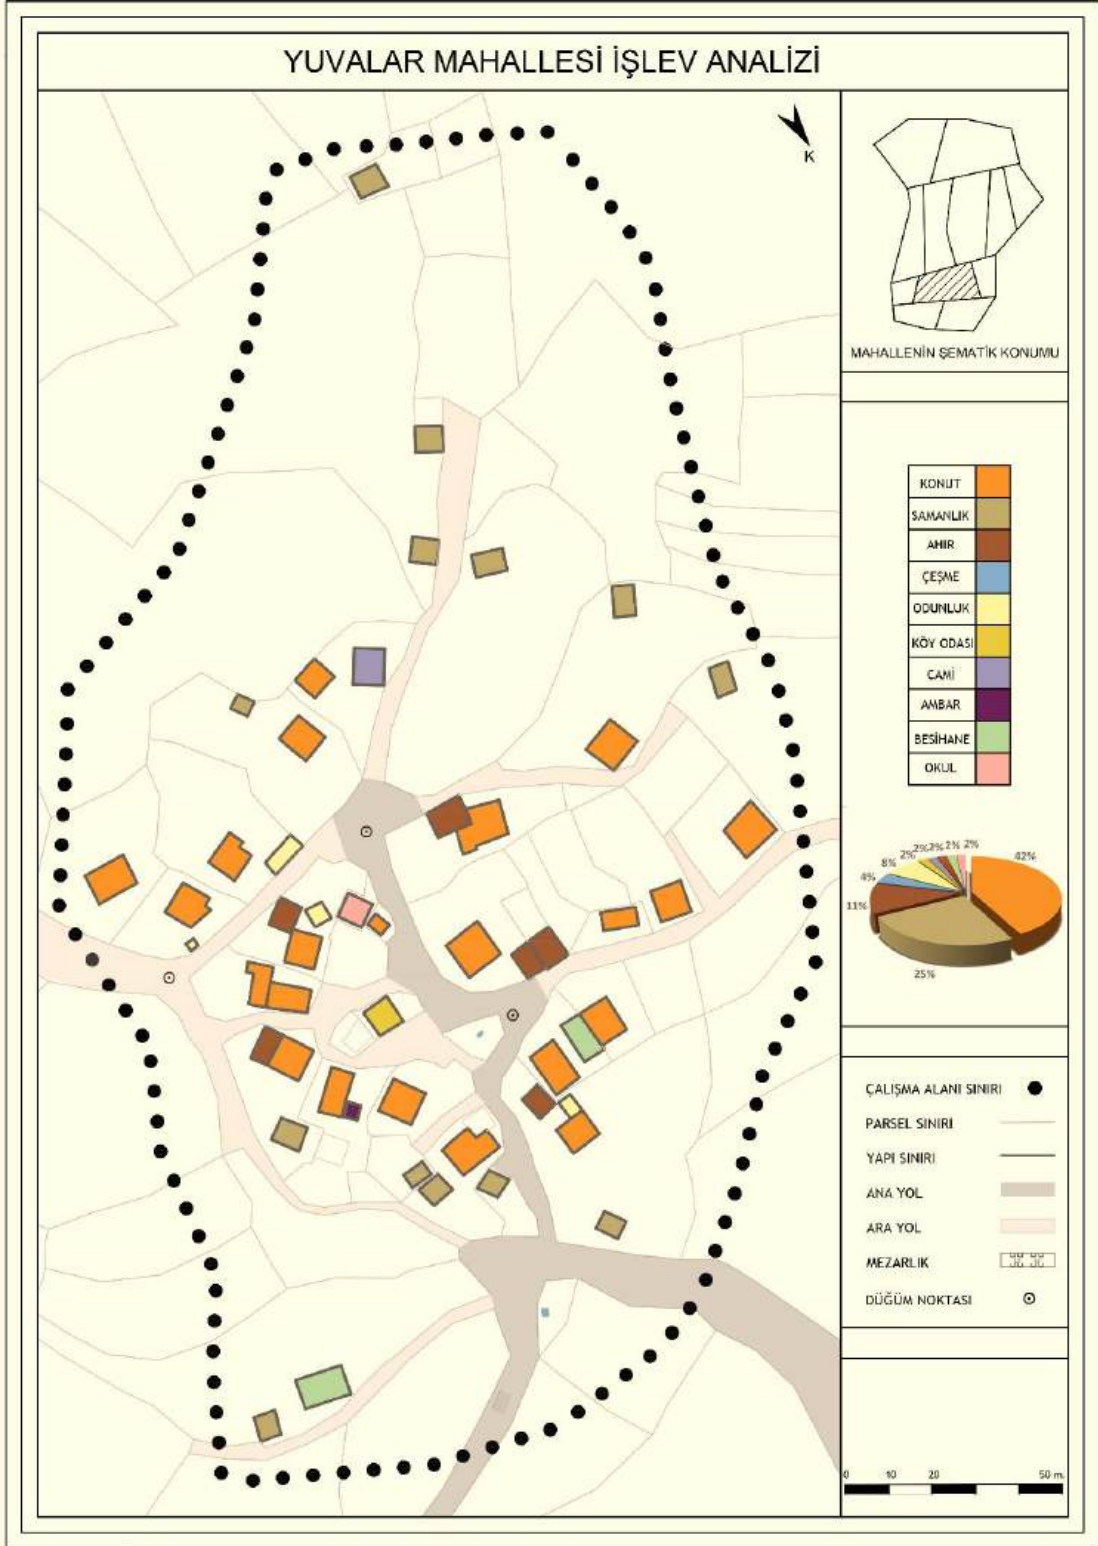 YUVALAR MAHALLESİ İŞLEV ANALİZİ
K
MAHALLENİN ŞEMATİK KONUMU
KONUT
SAMANLIK
AHIR
ÇEŞME
ODUNLUK
KÖY ODASI
CAMİ
AMBAR
BESİHANE
OKUL
8% 2% 2% 2% 2% 2% 42%
4%
11%
25%
ÇALIŞMA ALANI SINIRI
PARSEL SINIRI
YAPI SINIRI
ANA YOL
ARA YOL
MEZARLIK
DÜĞÜM NOKTASI
0 10 20 50 m.